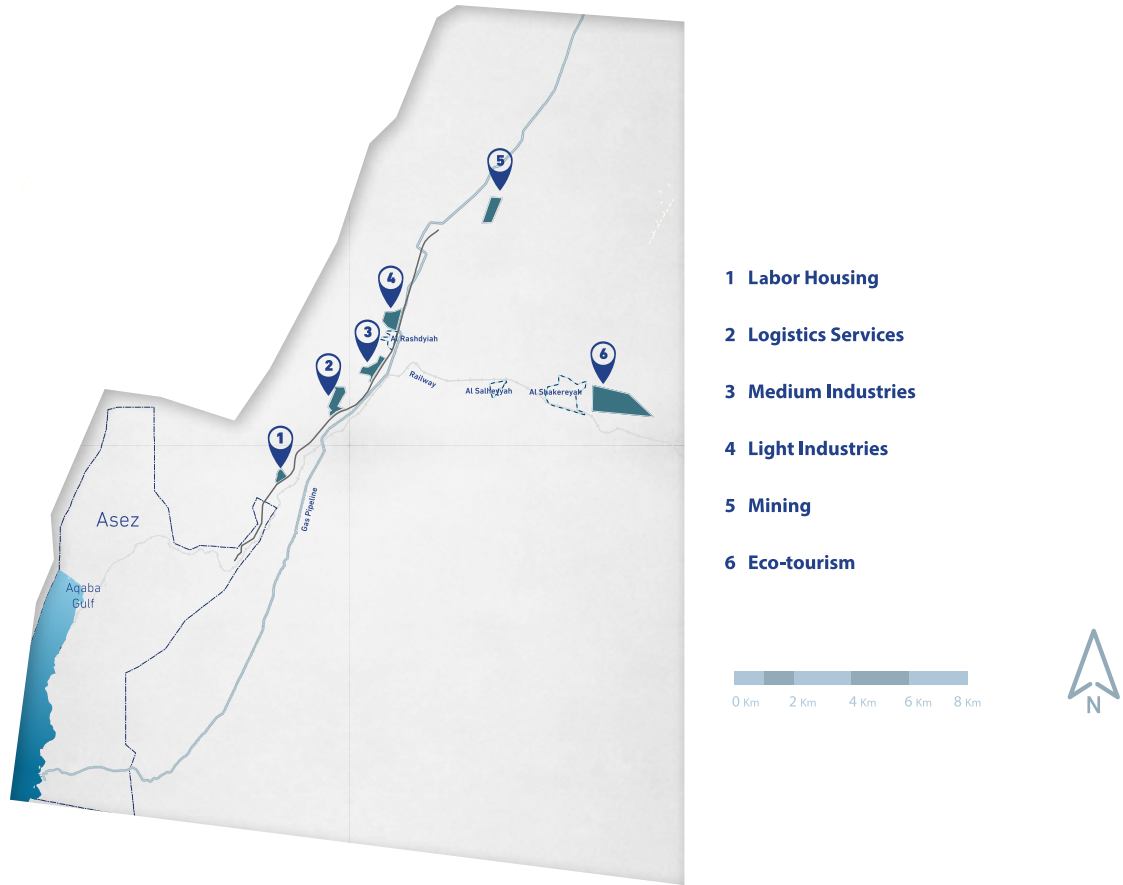 5
4
3
Al Rashdyiah
6
2
Railway
Al Salheyyah
Al Shakereyah
1
Gas Pipeline
Asez
Aqaba
Gulf
1 Labor Housing
2 Logistics Services
3 Medium Industries
4 Light Industries
5 Mining
6 Eco-tourism
0 Km 2 Km 4 Km 6 Km 8 Km
N